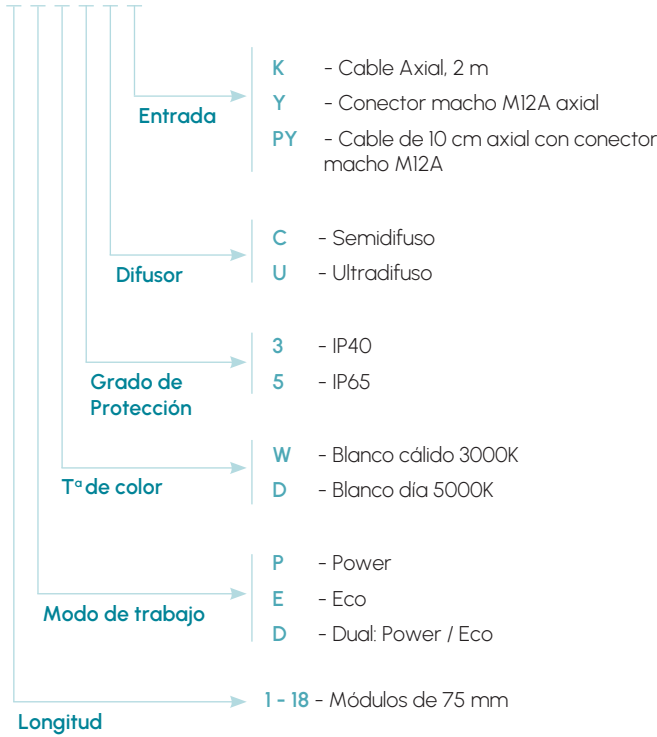 K - Cable Axial, 2 m
Y - Conector macho M12A axial
Entrada
PY - Cable de 10 cm axial con conector
macho M12A
C - Semidifuso
Difusor
U - Ultradifuso
3 - IP40
5 - IP65
Grado de
Protección
W - Blanco cálido 3000K
Tª de color
D - Blanco día 5000K
P - Power
E - Eco
Modo de trabajo
D - Dual: Power / Eco
1 - 18 - Módulos de 75 mm
Longitud